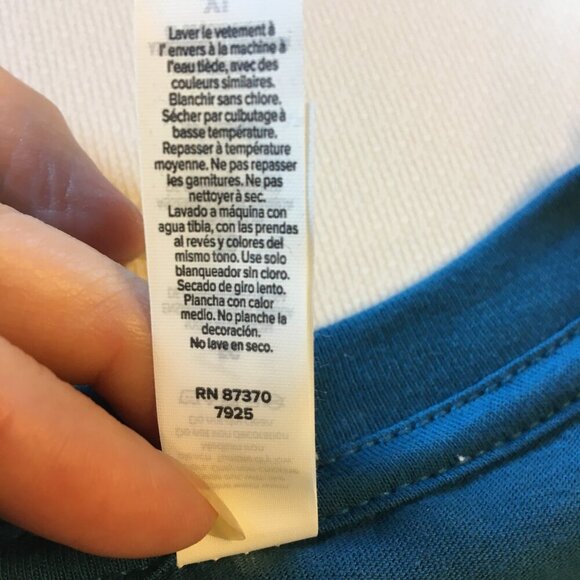 Laver le vetement à
l'envers à la machine à
l'eau tiède, avec des
couleurs similaires.
Blanchir sans chlore.
Sécher par culbutage à
basse température.
Repasser à température
moyenne. Ne pas repasser
les garnitures. Ne pas
nettoyer à sec.
Lavado a máquina con
agua tibia, con las prendas
al revés y colores del
mismo tono. Use solo
blanqueador sin cloro.
Secado de giro lento.
Plancha con calor
medio. No planche la
decoración.
No lave en seco.
RN 87370
7925